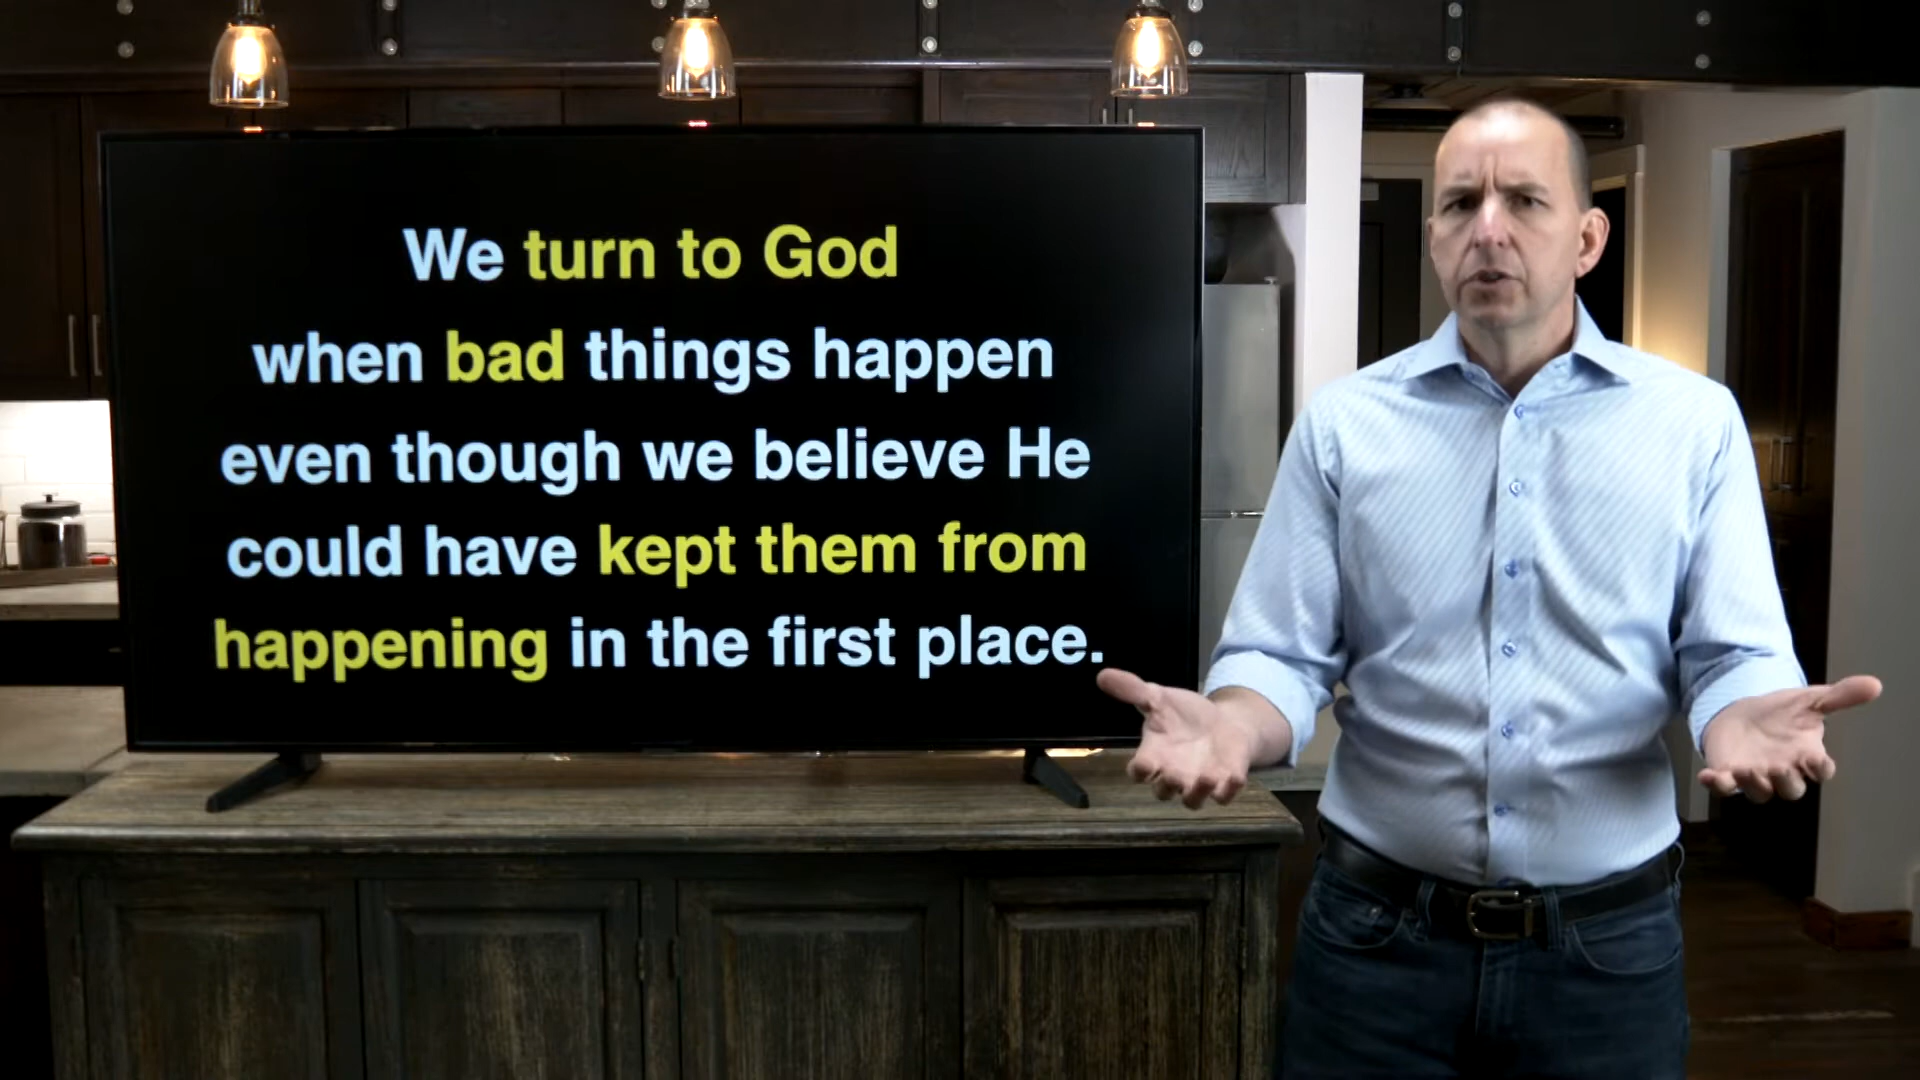 We turn to God
when bad things happen
even though we believe He
could have kept them from
happening in the first place.